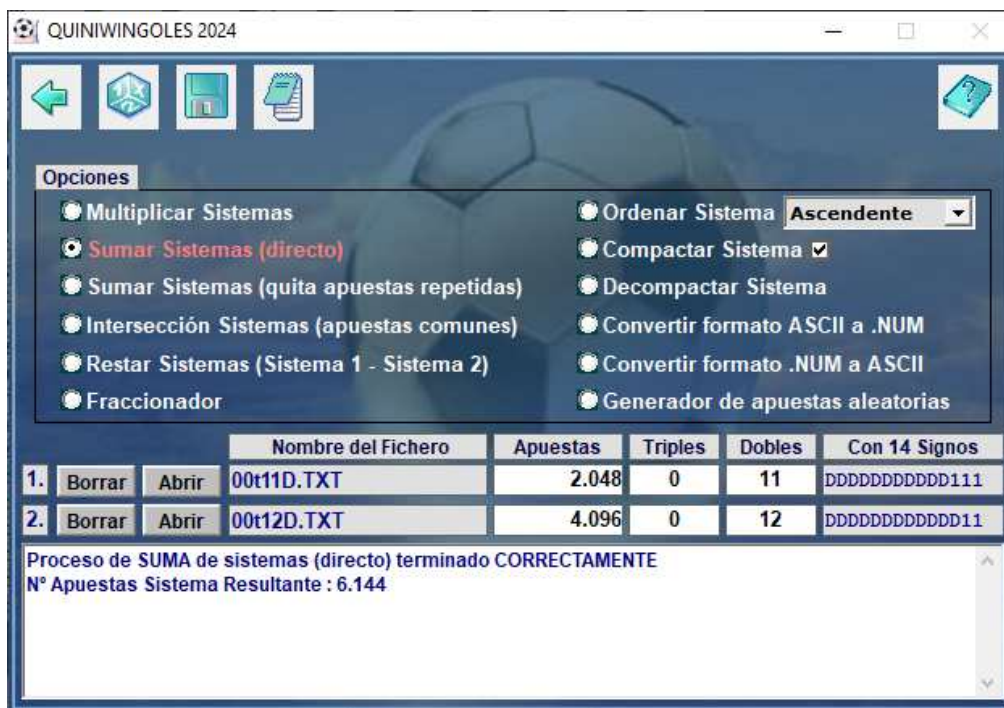 QUINIWINGOLES 2024
Opciones
Multiplicar Sistemas
Sumar Sistemas (directo)
Sumar Sistemas (quita apuestas repetidas)
Intersección Sistemas (apuestas comunes)
Restar Sistemas (Sistema 1 - Sistema 2)
Fraccionador
Ordenar Sistema Ascendente
Compactar Sistema
Decompactar Sistema
Convertir formato ASCII a .NUM
Convertir formato .NUM a ASCII
Generador de apuestas aleatorias
Nombre del Fichero Apuestas Triples Dobles Con 14 Signos
1. Borrar Abrir 00t11D.TXT 2.048 0 11 DDDDDDDDDDD111
2. Borrar Abrir 00t12D.TXT 4.096 0 12 DDDDDDDDDDDD11
Proceso de SUMA de sistemas (directo) terminado CORRECTAMENTE
Nº Apuestas Sistema Resultante : 6.144